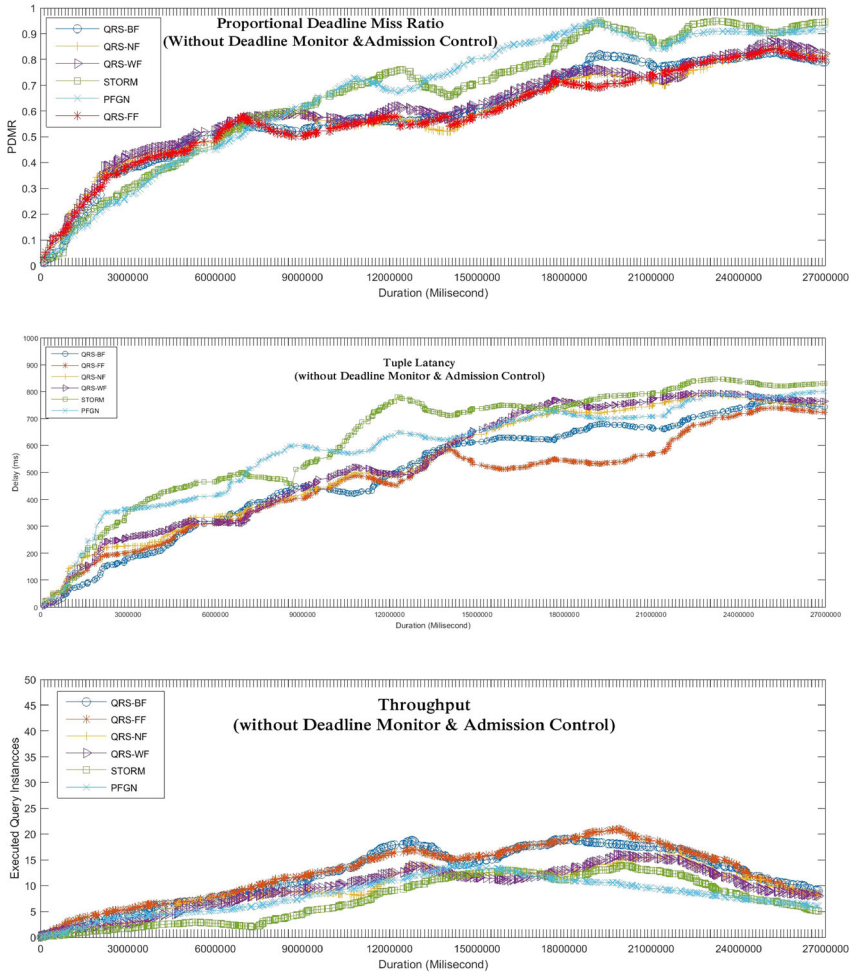 Proportional Deadline Miss Ratio
(Without Deadline Monitor &Admission Control)
QRS-BF
QRS-NF
QRS-WF
STORM
PFGN
QRS-FF
PDMR
1
0.9
0.8
0.7
0.6
0.5
0.4
0.3
0.2
0.1
0
0 3000000 6000000 9000000 12000000 15000000 18000000 21000000 24000000 27000000
Duration (Milisecond)
Tuple Latancy
(without Deadline Monitor & Admission Control)
QRS-BF
QRS-FF
QRS-NF
QRS-WF
STORM
PFGN
Delay (ms)
1000
900
800
700
600
500
400
300
200
100
0
0 3000000 6000000 9000000 12000000 15000000 18000000 21000000 24000000 27000000
Duration (Milisecond)
Throughput
(without Deadline Monitor & Admission Control)
QRS-BF
QRS-FF
QRS-NF
QRS-WF
STORM
PFGN
Executed Query Instancces
50
45
40
35
30
25
20
15
10
5
0
0 3000000 6000000 9000000 12000000 15000000 18000000 21000000 24000000 27000000
Duration (Milisecond)